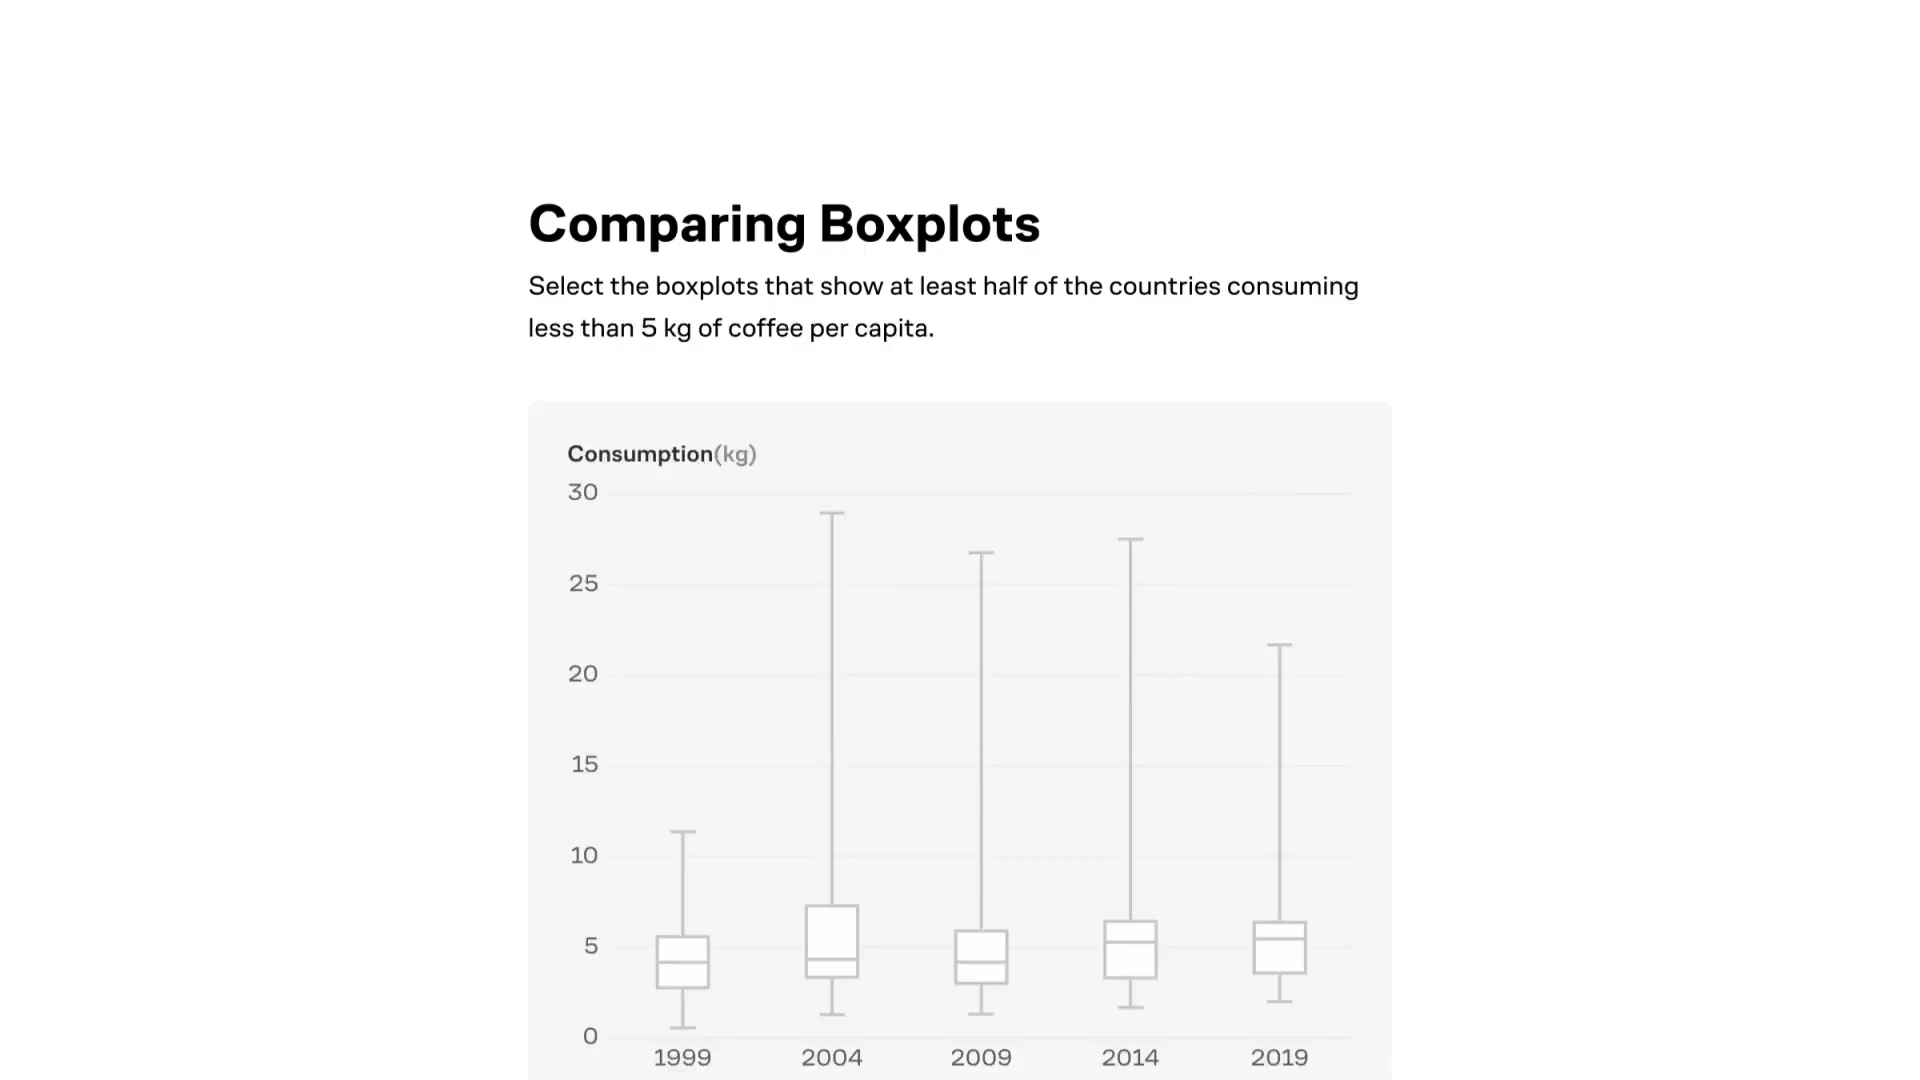 Comparing Boxplots
Select the boxplots that show at least half of the countries consuming
less than 5 kg of coffee per capita.
Consumption(kg)
30
25
20
15
10
5
0
1999 2004 2009 2014 2019